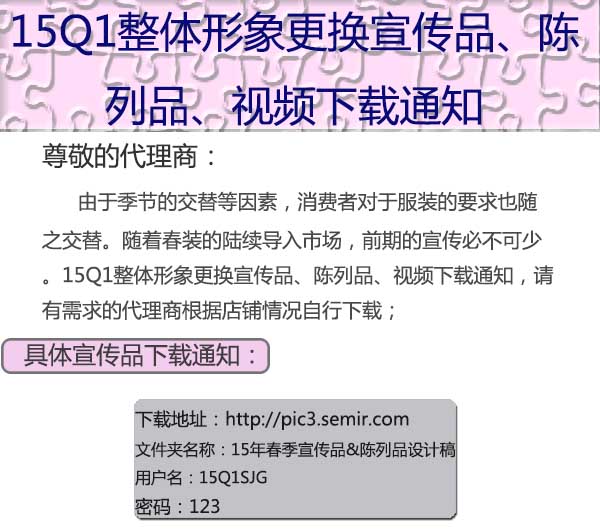 15Q1整体形象更换宣传品、陈
列品、视频下载通知
尊敬的代理商：
由于季节的交替等因素，消费者对于服装的要求也随
之交替。随着春装的陆续导入市场，前期的宣传必不可少
。15Q1整体形象更换宣传品、陈列品、视频下载通知，请
有需求的代理商根据店铺情况自行下载；
具体宣传品下载通知：
下载地址：http://pic3.semir.com
文件夹名称：15年春季宣传品&陈列品设计稿
用户名：15Q1SJG
密码：123